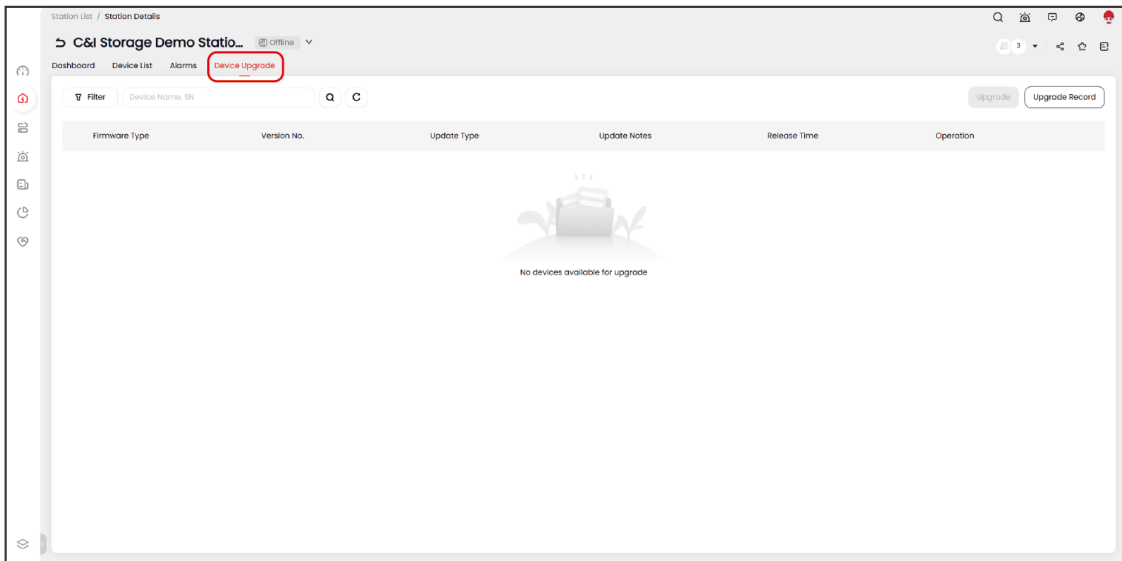 Station List / Station Details
C&I Storage Demo Statio... Offline
3
Dashboard Device List Alarms Device Upgrade
Filter Device Name, SN Upgrade Upgrade Record
Firmware Type Version No. Update Type Update Notes Release Time Operation
No devices available for upgrade